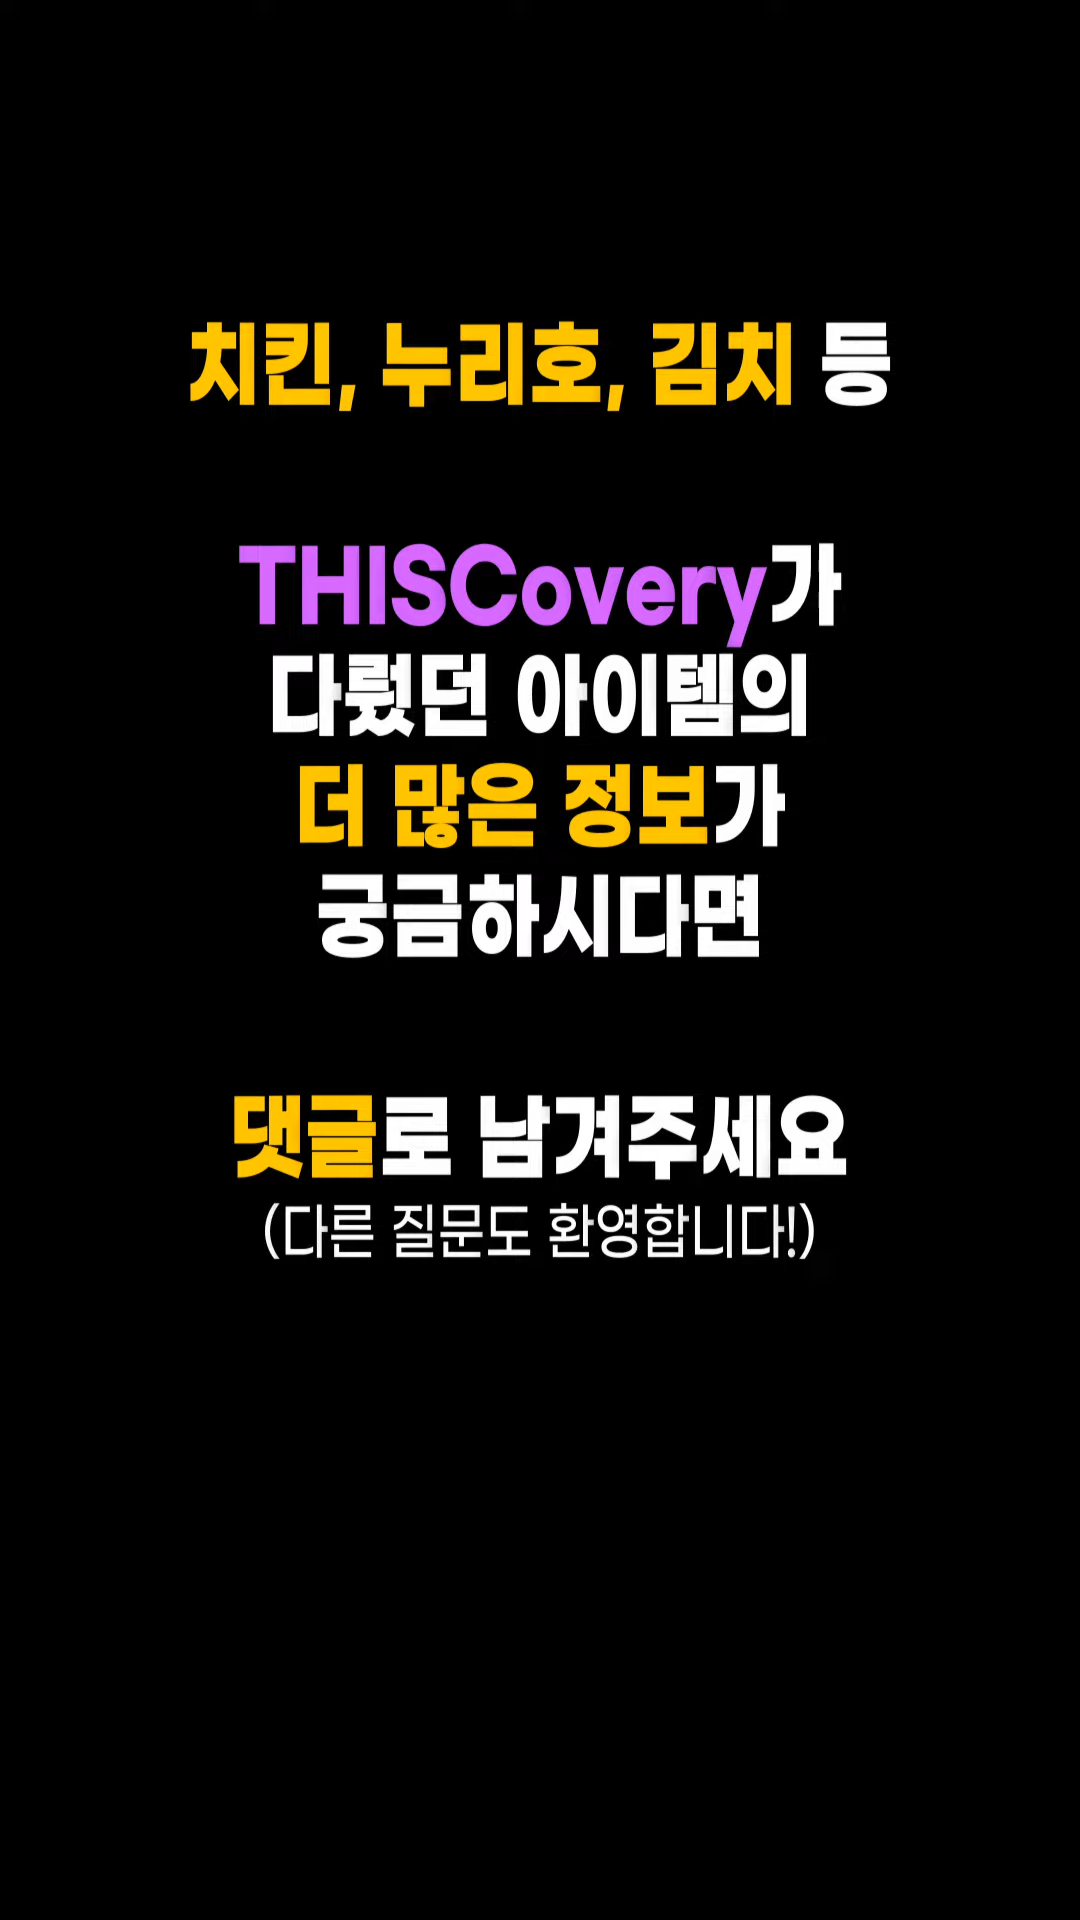 치킨, 누리호, 김치 등
THISCovery가
다뤘던 아이템의
더 많은 정보가
궁금하시다면
댓글로 남겨주세요
(다른 질문도 환영합니다!)